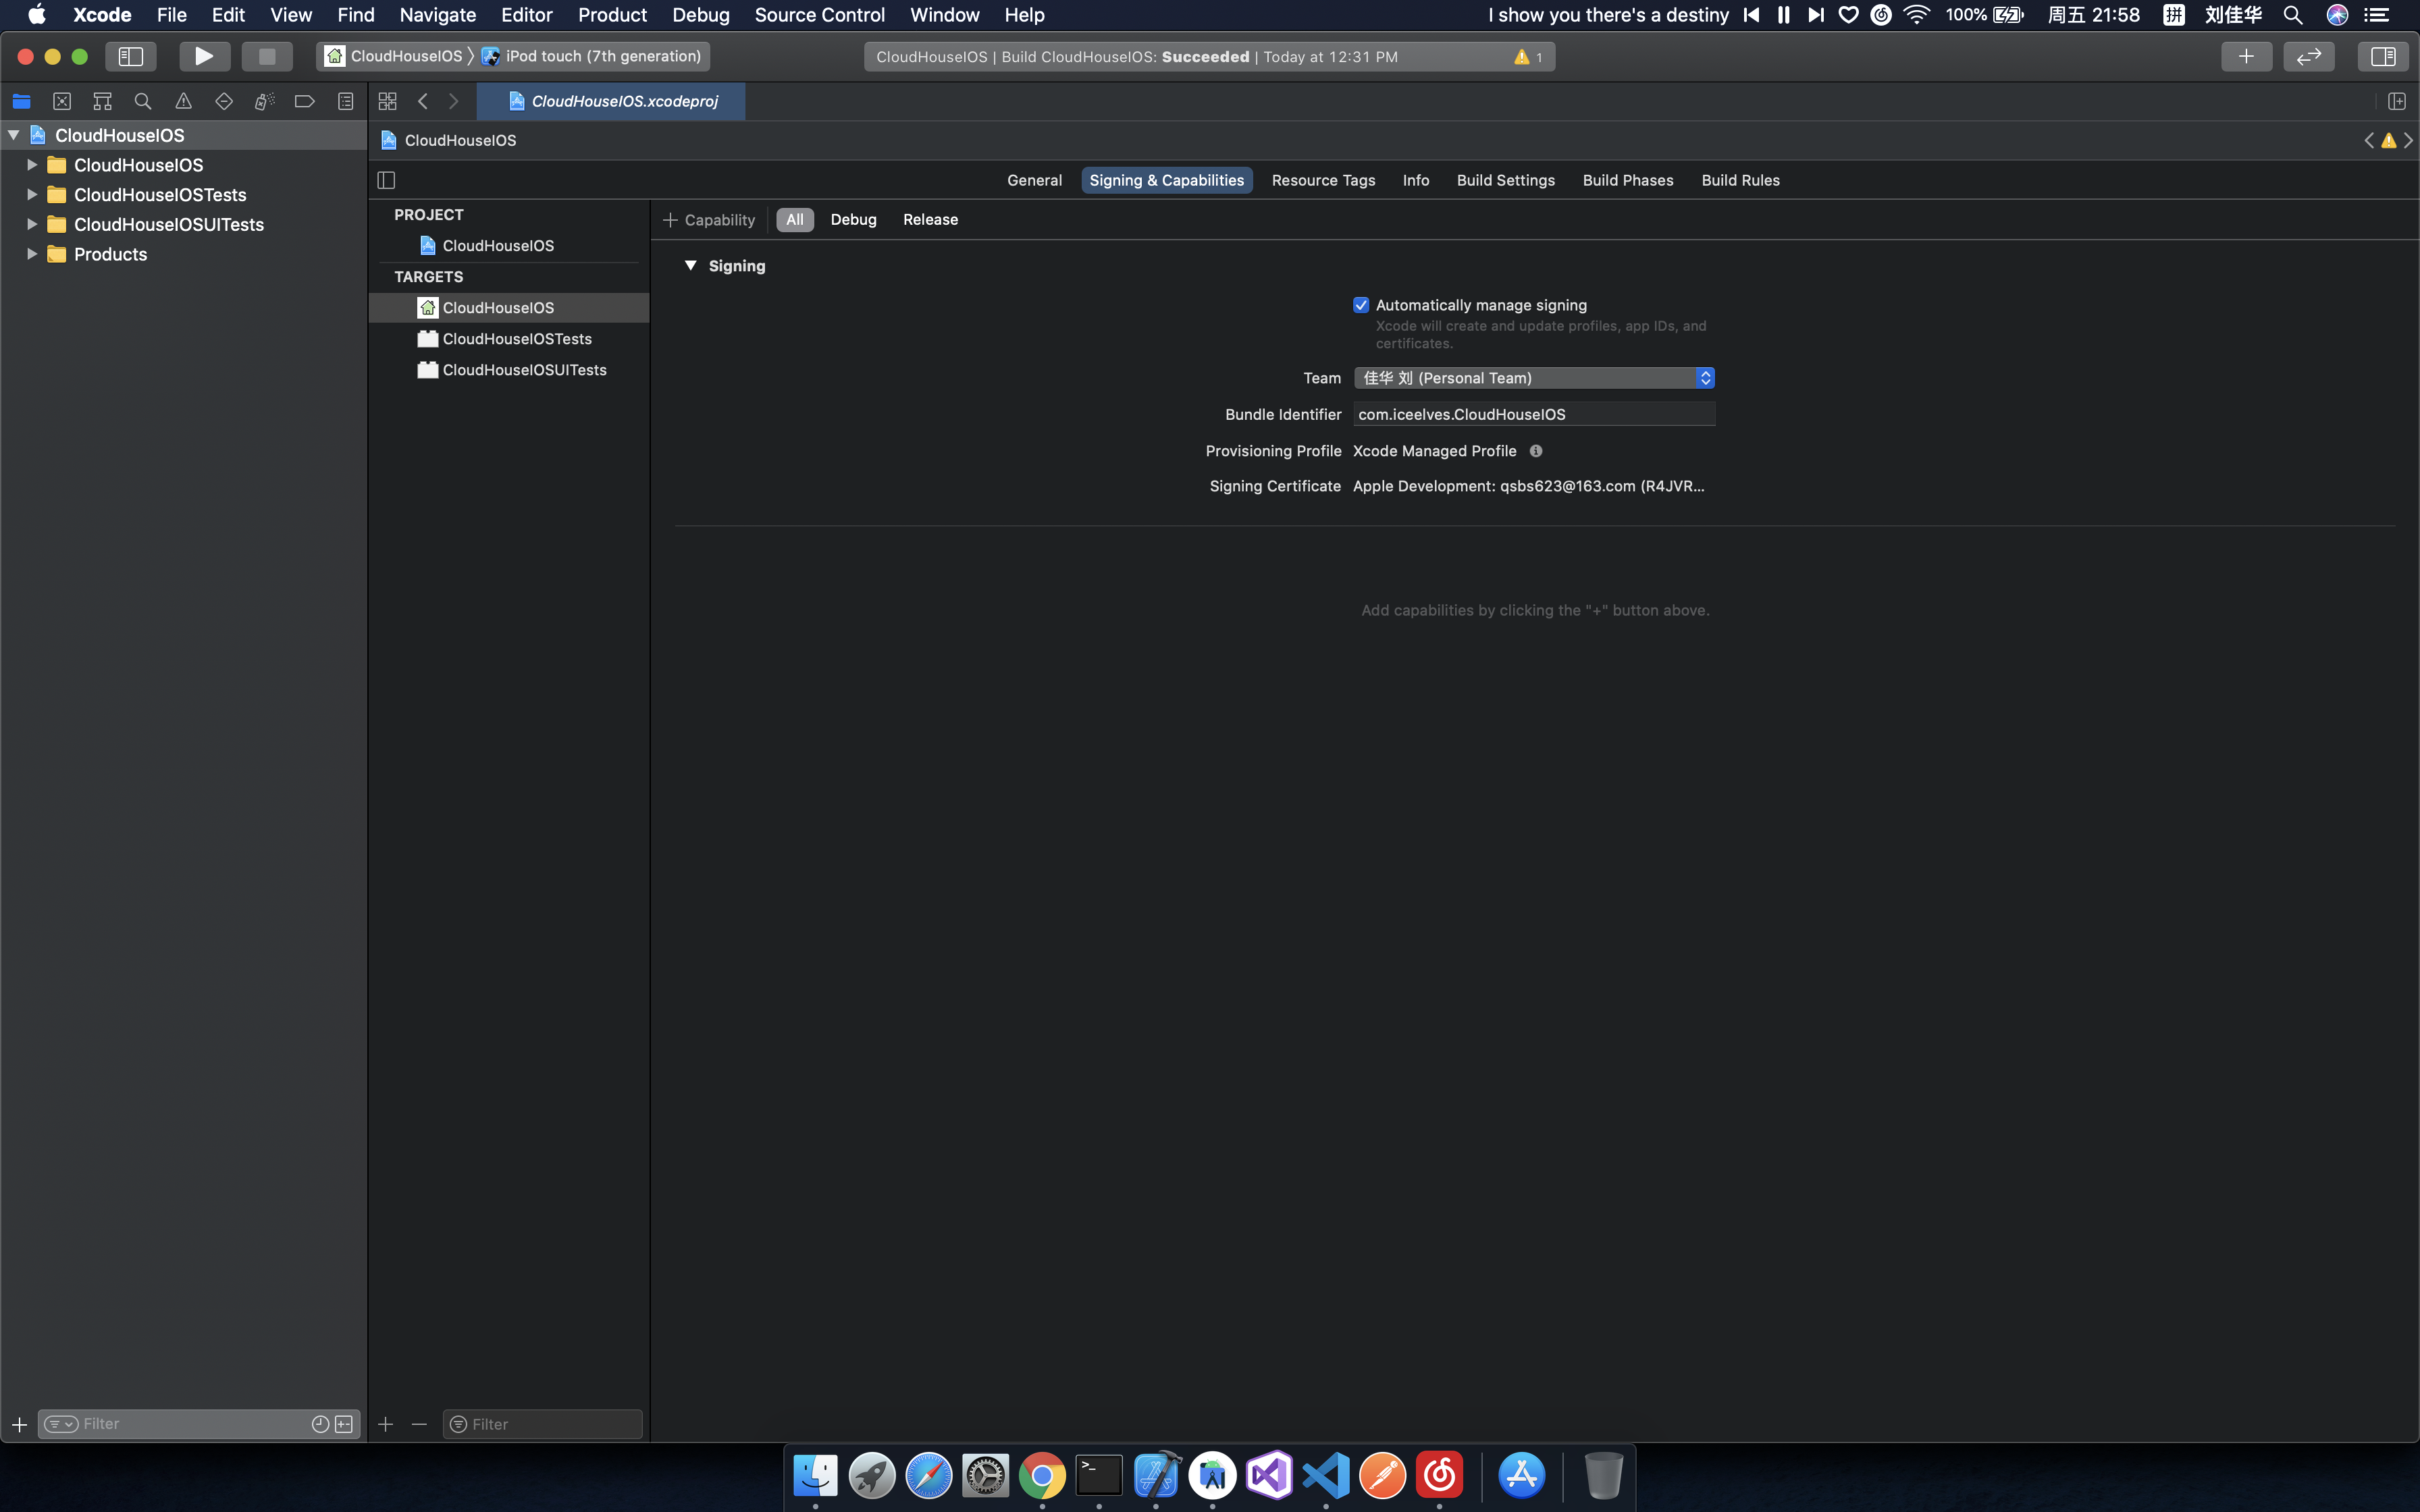 Xcode File Edit View Find Navigate Editor Product Debug Source Control Window Help I show you there's a destiny 100% 周五 21:58 拼 刘佳华
CloudHouseIOS iPod touch (7th generation) CloudHouseIOS | Build CloudHouseIOS: Succeeded | Today at 12:31 PM 1
CloudHouseIOS.xcodeproj
CloudHouseIOS
CloudHouseIOS
CloudHouseIOSTests
CloudHouseIOSUITests
Products
Filter
CloudHouseIOS
General Signing & Capabilities Resource Tags Info Build Settings Build Phases Build Rules
PROJECT
CloudHouseIOS
TARGETS
CloudHouseIOS
CloudHouseIOSTests
CloudHouseIOSUITests
Filter
+ Capability All Debug Release
Signing
Automatically manage signing
Xcode will create and update profiles, app IDs, and
certificates.
Team 佳华 刘 (Personal Team)
Bundle Identifier com.iceelves.CloudHouseIOS
Provisioning Profile Xcode Managed Profile
Signing Certificate Apple Development: qsbs623@163.com (R4JVR...
Add capabilities by clicking the "+" button above.